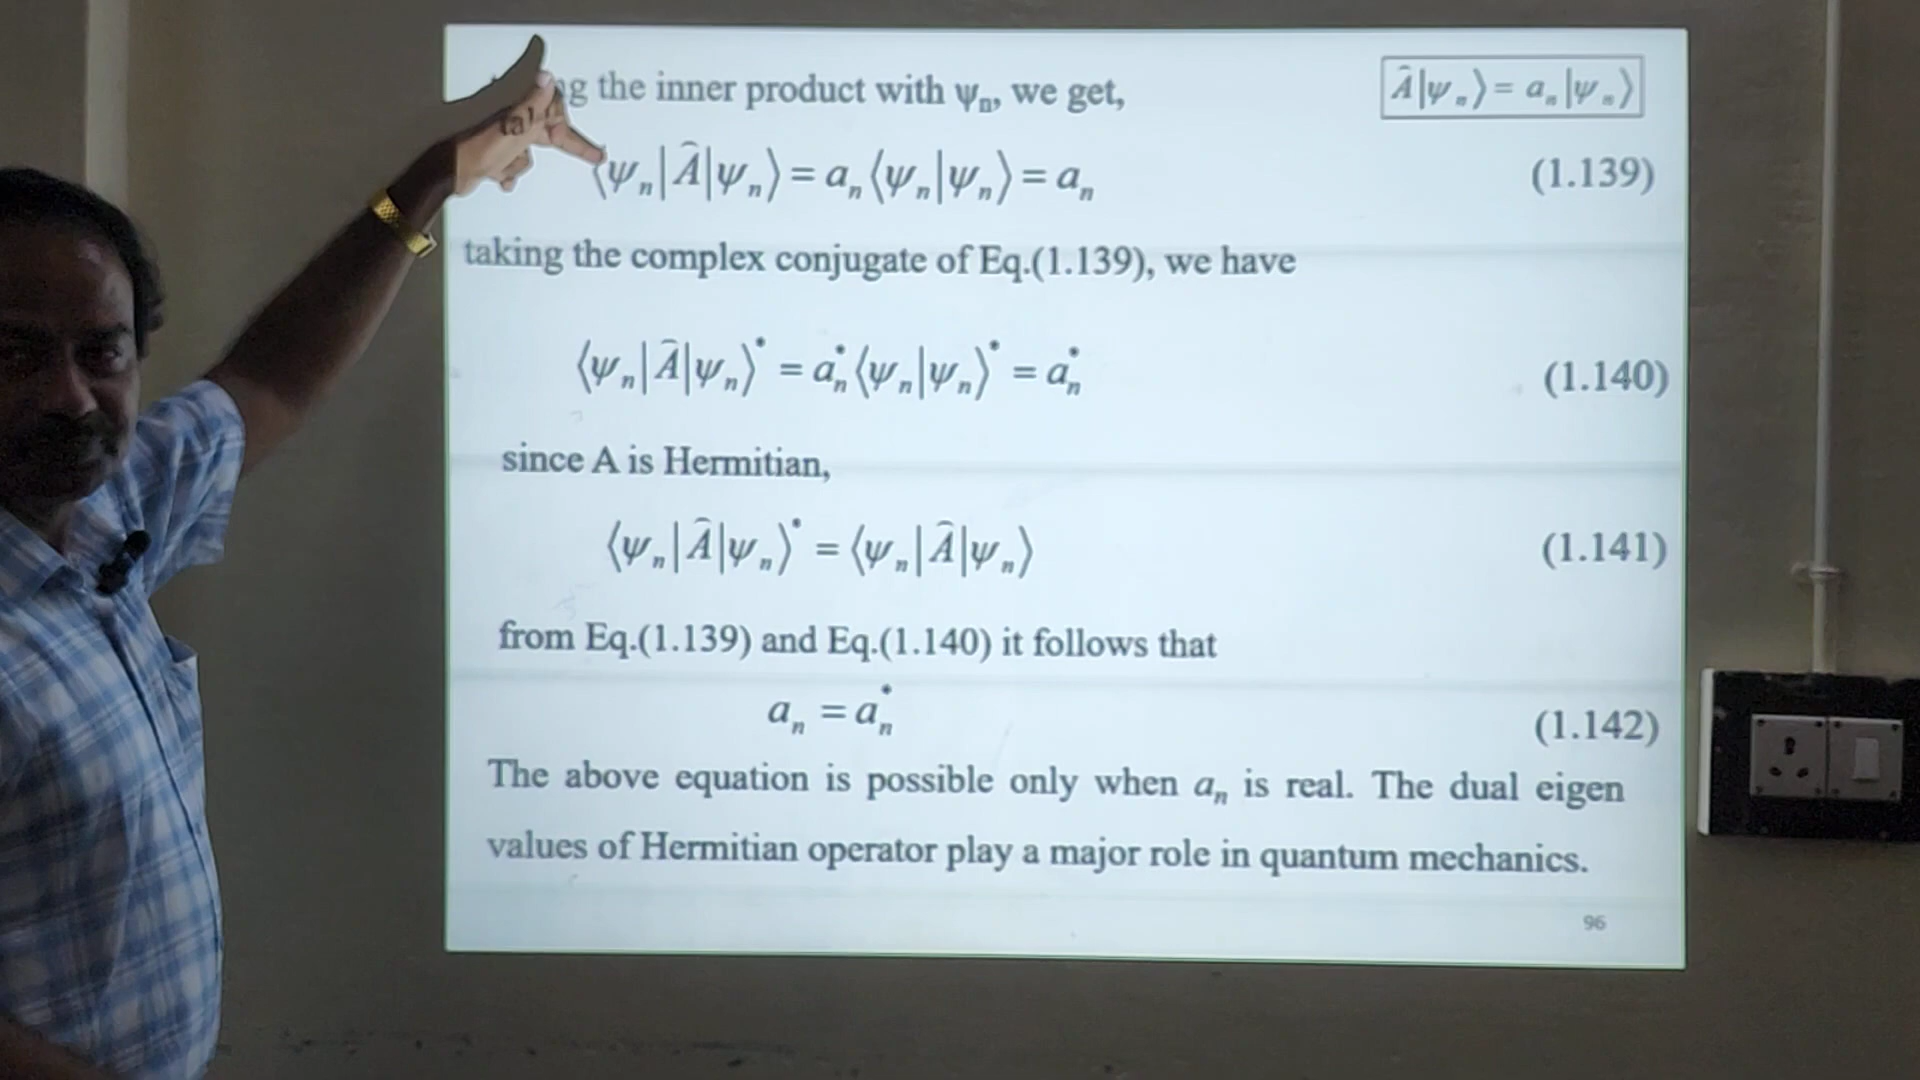 the inner product with ψₙ, we get,
Â|ψₙ⟩ = aₙ|ψₙ⟩
⟨ψₙ|Â|ψₙ⟩ = aₙ⟨ψₙ|ψₙ⟩ = aₙ (1.139)
taking the complex conjugate of Eq.(1.139), we have
⟨ψₙ|Â|ψₙ⟩* = aₙ*⟨ψₙ|ψₙ⟩* = aₙ* (1.140)
since A is Hermitian,
⟨ψₙ|Â|ψₙ⟩* = ⟨ψₙ|Â|ψₙ⟩ (1.141)
from Eq.(1.139) and Eq.(1.140) it follows that
aₙ = aₙ* (1.142)
The above equation is possible only when aₙ is real. The dual eigen
values of Hermitian operator play a major role in quantum mechanics.
96